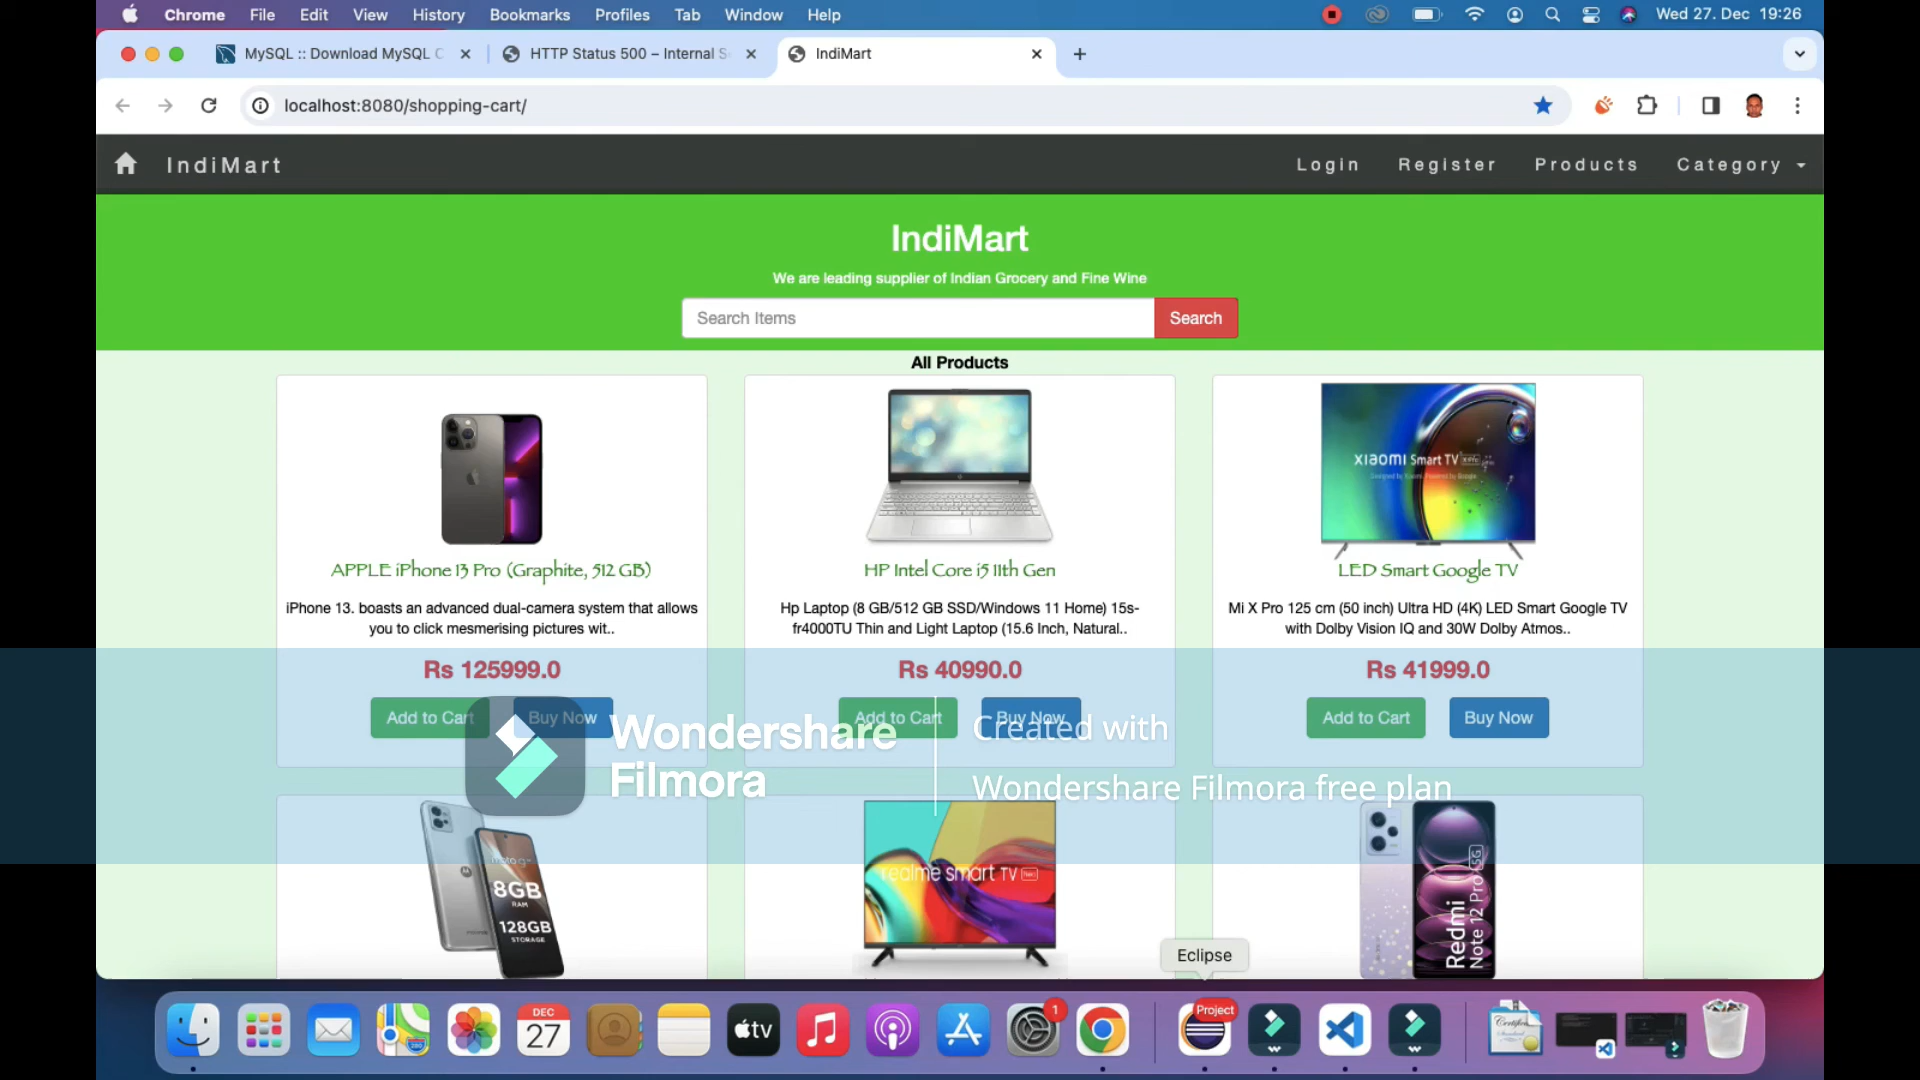 Chrome File Edit View History Bookmarks Profiles Tab Window Help Wed 27. Dec 19:26
MySQL :: Download MySQL C HTTP Status 500 – Internal S IndiMart
localhost:8080/shopping-cart/
IndiMart Login Register Products Category
IndiMart
We are leading supplier of Indian Grocery and Fine Wine
Search Items Search
All Products
XIAOMI Smart TV
APPLE iPhone 13 Pro (Graphite, 512 GB)
iPhone 13. boasts an advanced dual-camera system that allows
you to click mesmerising pictures wit..
Rs 125999.0
Add to Cart Buy Now
HP Intel Core i5 11th Gen
Hp Laptop (8 GB/512 GB SSD/Windows 11 Home) 15s-
fr4000TU Thin and Light Laptop (15.6 Inch, Natural..
Rs 40990.0
Add to Cart Buy Now
LED Smart Google TV
Mi X Pro 125 cm (50 inch) Ultra HD (4K) LED Smart Google TV
with Dolby Vision IQ and 30W Dolby Atmos..
Rs 41999.0
Add to Cart Buy Now
Wondershare
Filmora
Created with
Wondershare Filmora free plan
8GB
RAM
128GB
STORAGE
realme smart TV
Redmi
Note 12 Pro 5G
Eclipse
DEC
27
tv
1
Project